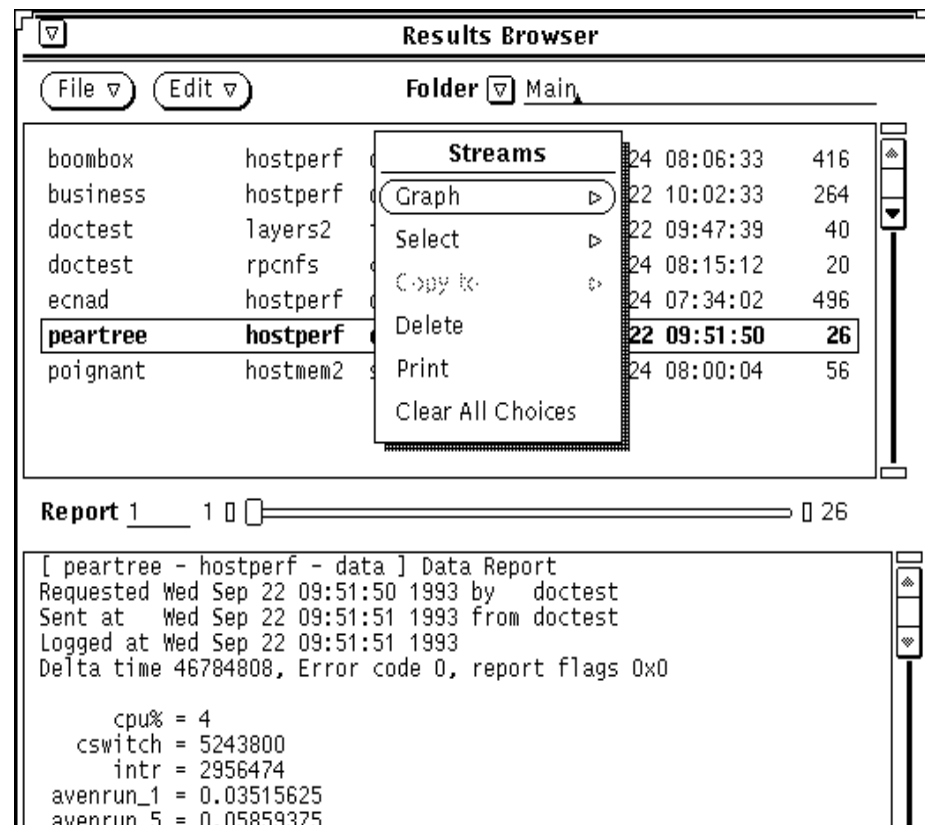 Results Browser
File Edit Folder Main
Streams
boombox hostperf 24 08:06:33 416
Graph
business hostperf 22 10:02:33 264
Select
doctest layers2 22 09:47:39 40
doctest rpcnfs 24 08:15:12 20
Copy to
ecnad hostperf 24 07:34:02 496
Delete
peartree hostperf 22 09:51:50 26
Print
poignant hostmem2 24 08:00:04 56
Clear All Choices
Report 1 1 26
[ peartree - hostperf - data ] Data Report
Requested Wed Sep 22 09:51:50 1993 by doctest
Sent at Wed Sep 22 09:51:51 1993 from doctest
Logged at Wed Sep 22 09:51:51 1993
Delta time 46784808, Error code 0, report flags 0x0
cpu% = 4
cswitch = 5243800
intr = 2956474
avenrun_1 = 0.03515625
avenrun_5 = 0.05859375